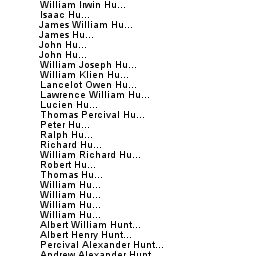 William Irwin Hu...
Isaac Hu...
James William Hu...
James Hu...
John Hu...
John Hu...
William Joseph Hu...
William Klien Hu...
Lancelot Owen Hu...
Lawrence William Hu...
Lucien Hu...
Thomas Percival Hu...
Peter Hu...
Ralph Hu...
Richard Hu...
William Richard Hu...
Robert Hu...
Thomas Hu...
William Hu...
William Hu...
William Hu...
William Hu...
Albert William Hunt...
Albert Henry Hunt...
Percival Alexander Hunt...
Andrew Alexander Hunt...